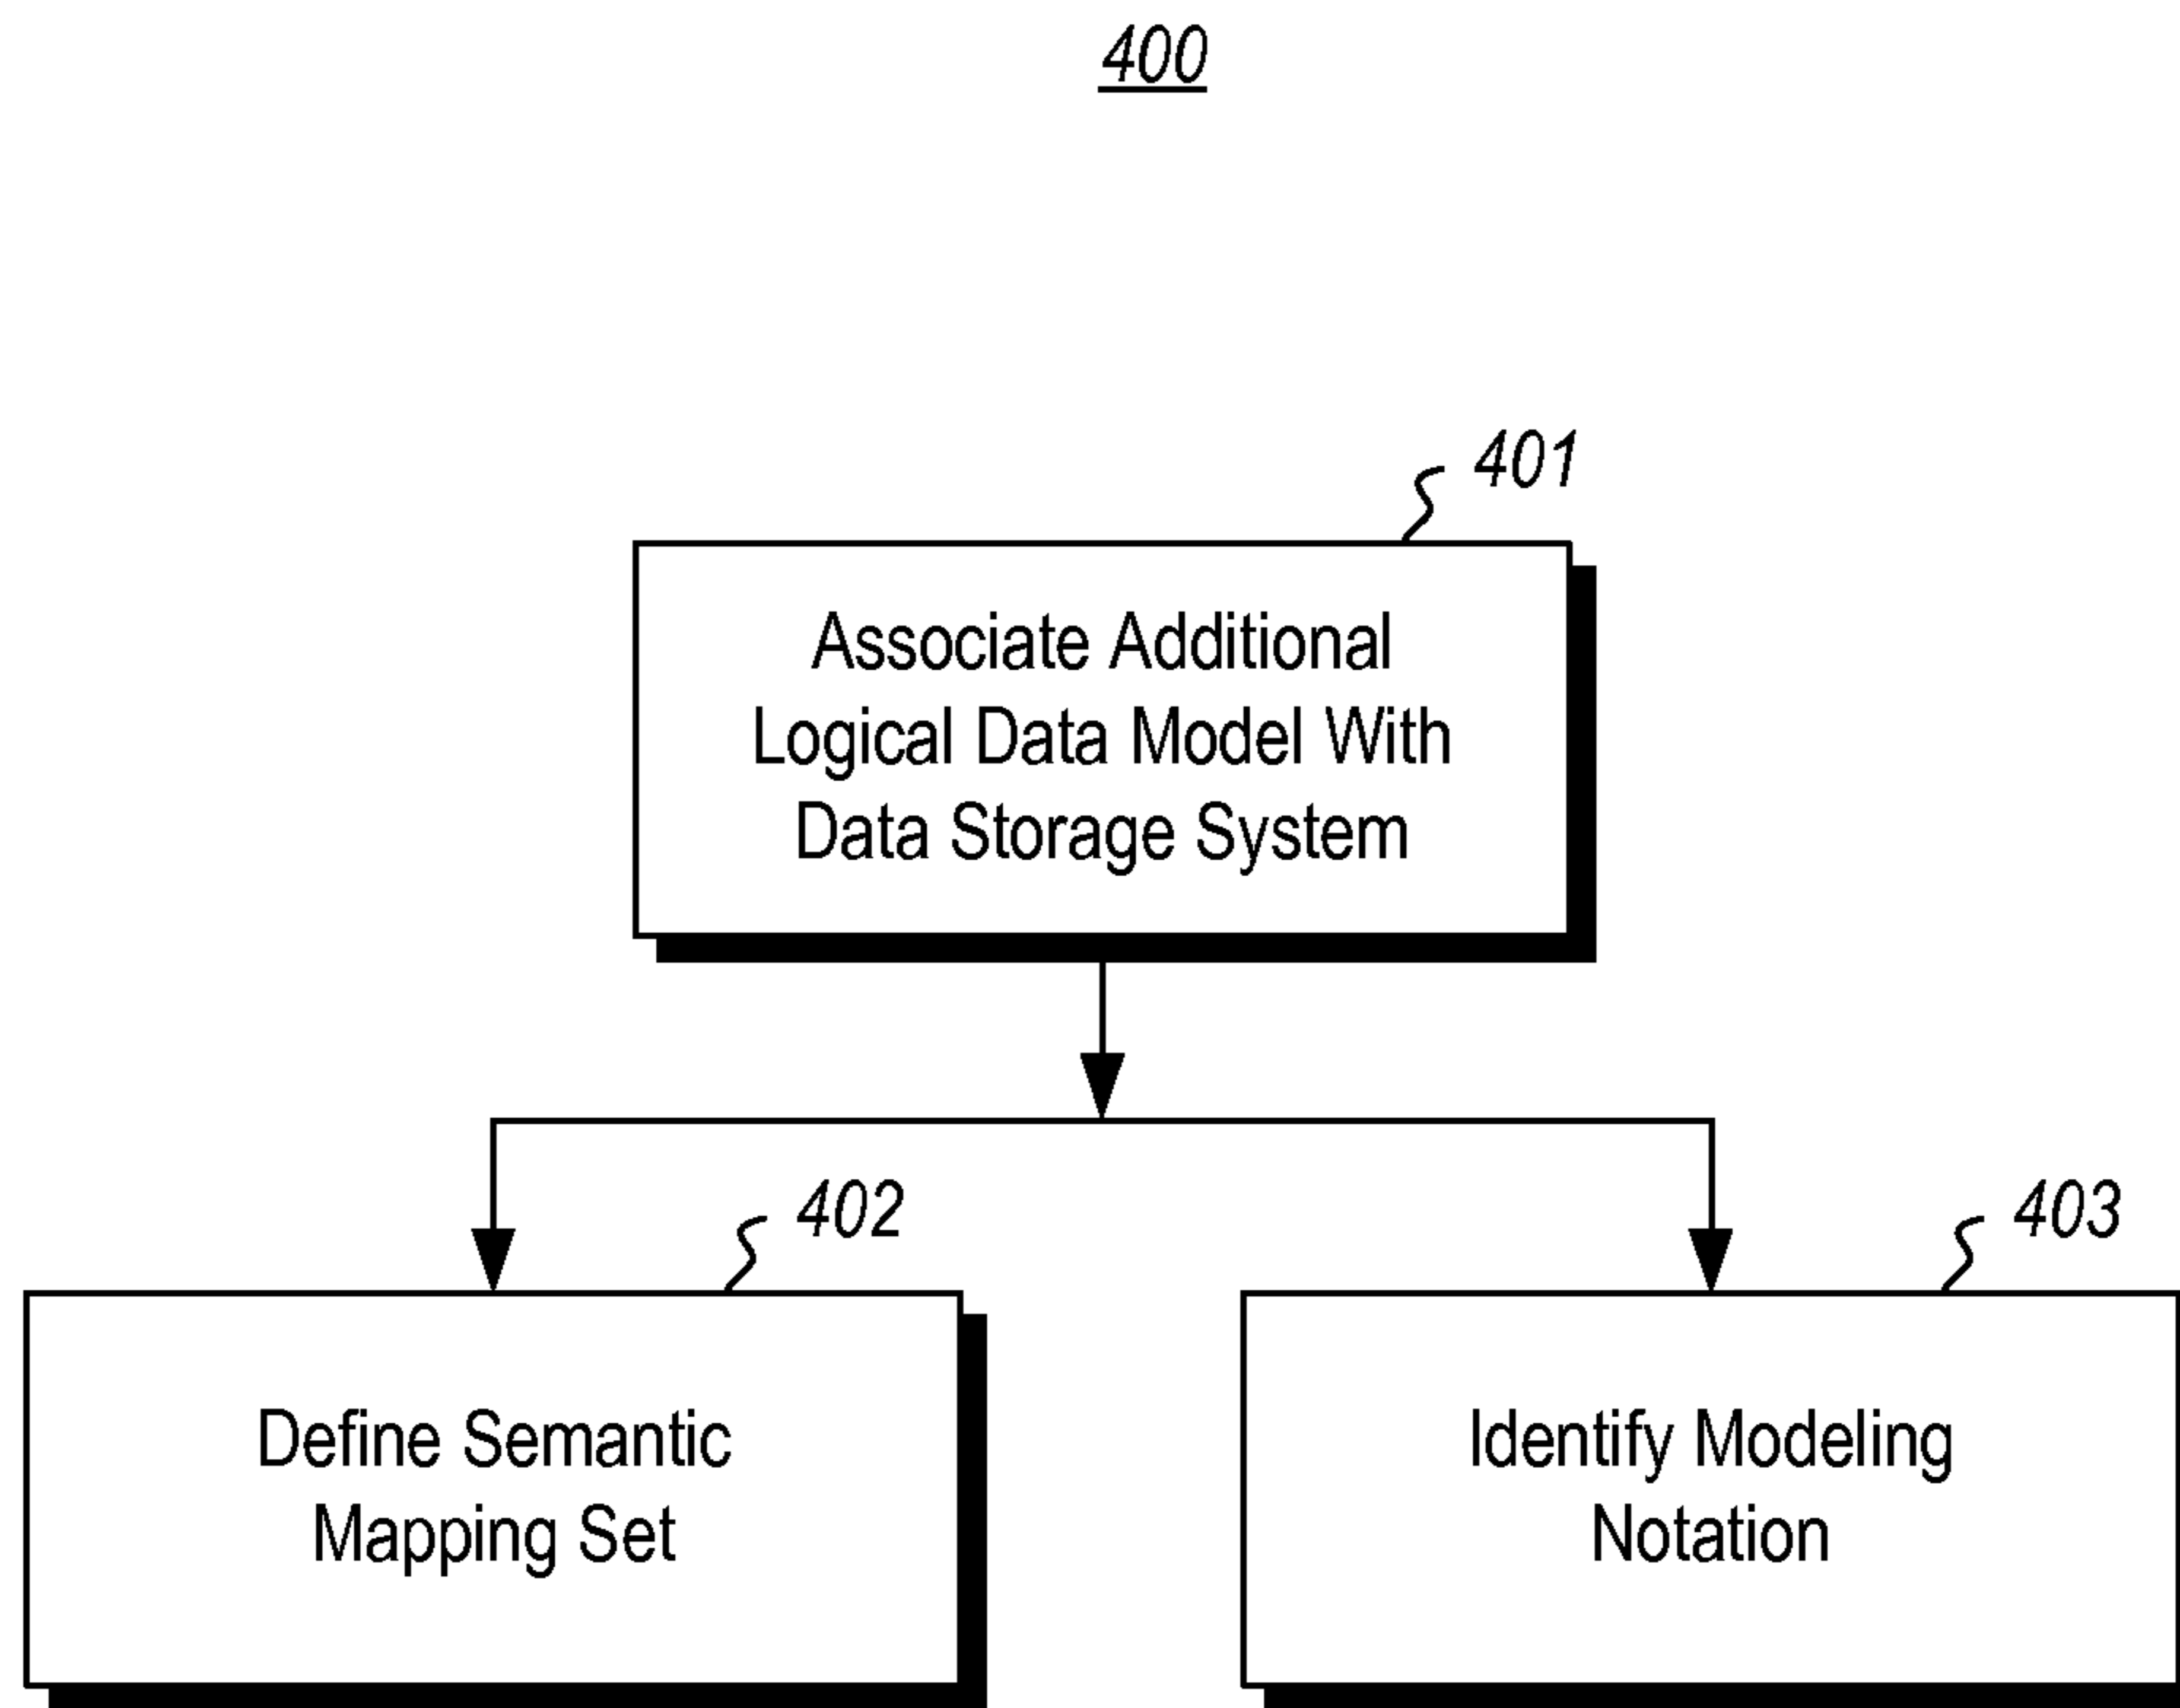 400
401
Associate Additional
Logical Data Model With
Data Storage System
402
Define Semantic
Mapping Set
403
Identify Modeling
Notation